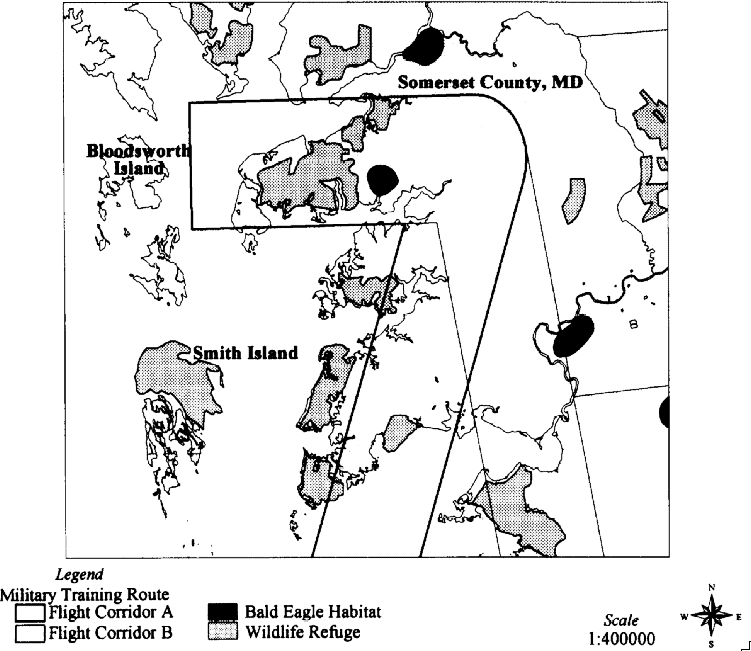 Somerset County, MD
Bloodsworth
Island
Smith Island
Legend
Military Training Route
Flight Corridor A
Flight Corridor B
Bald Eagle Habitat
Wildlife Refuge
Scale
1:400000
N
W E
S